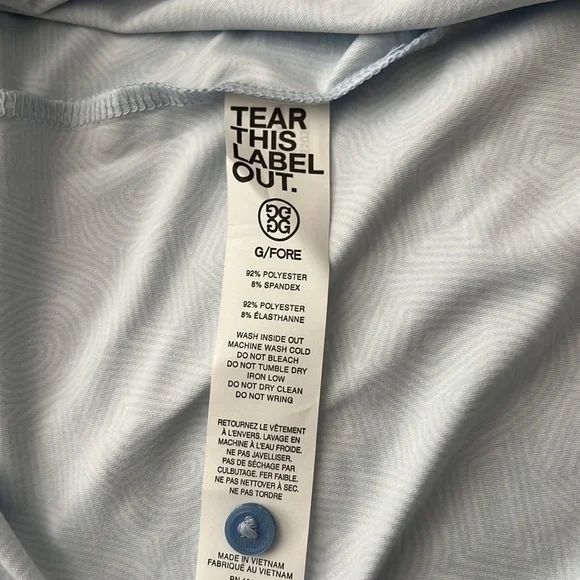 TEAR
THIS
LABEL
OUT.
G/FORE
92% POLYESTER
8% SPANDEX
92% POLYESTER
8% ÉLASTHANNE
WASH INSIDE OUT
MACHINE WASH COLD
DO NOT BLEACH
DO NOT TUMBLE DRY
IRON LOW
DO NOT DRY CLEAN
DO NOT WRING
RETOURNEZ LE VÊTEMENT
À L'ENVERS. LAVAGE EN
MACHINE À L'EAU FROIDE.
NE PAS JAVELLISER.
PAS DE SÉCHAGE PAR
CULBUTAGE. FER FAIBLE.
NE PAS NETTOVER À SEC.
NE PAS TORDRE
MADE IN VIETNAM
FABRIQUÉ AU VIETNAM